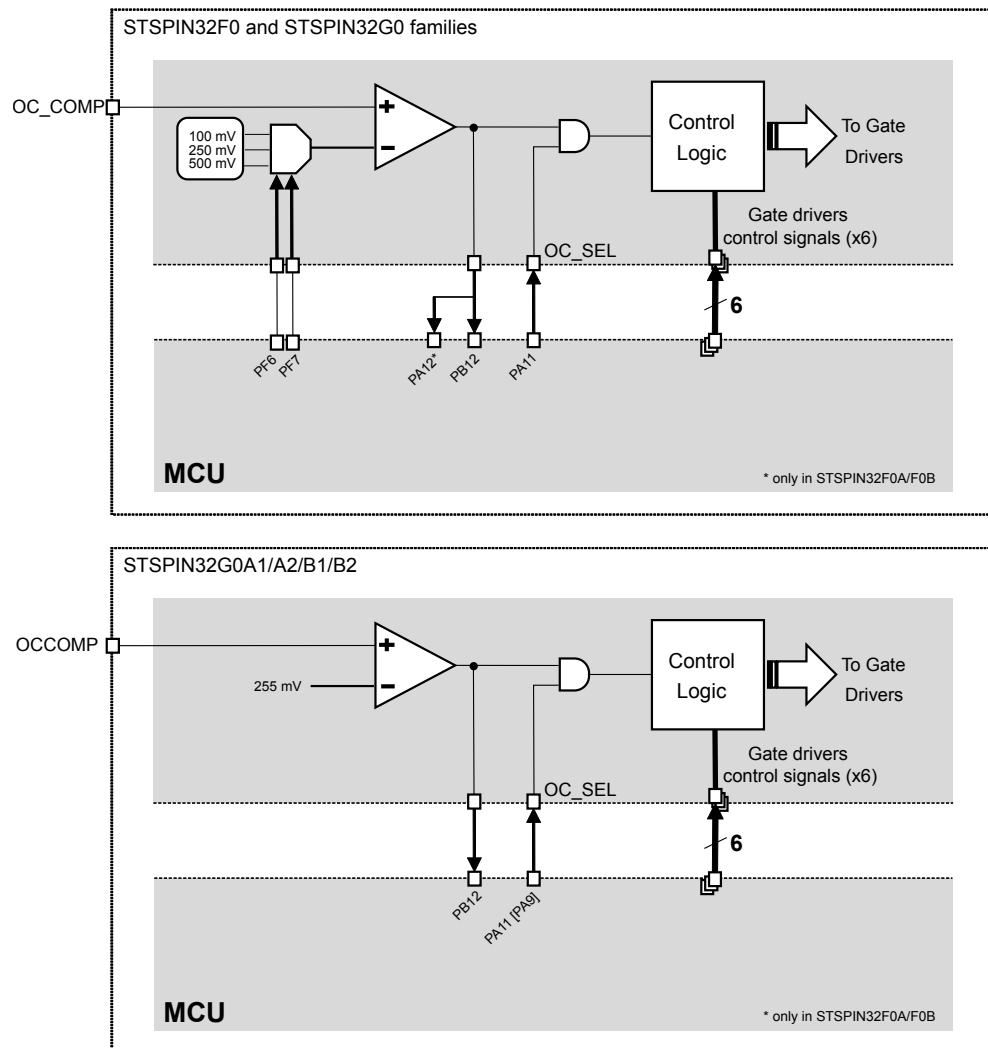 STSPIN32F0 and STSPIN32G0 families
OC_COMP
+
100 mV
250 mV
500 mV
−
Control
Logic
To Gate
Drivers
Gate drivers
control signals (x6)
OC_SEL
6
PF6
PF7
PA12*
PB12
PA11
MCU
* only in STSPIN32F0A/F0B
STSPIN32G0A1/A2/B1/B2
OCCOMP
+
255 mV
−
Control
Logic
To Gate
Drivers
Gate drivers
control signals (x6)
OC_SEL
6
PB12
PA11 [PA9]
MCU
* only in STSPIN32F0A/F0B